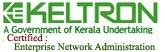 KELTRON
A Government of Kerala Undertaking
Certified :
Enterprise Network Administration